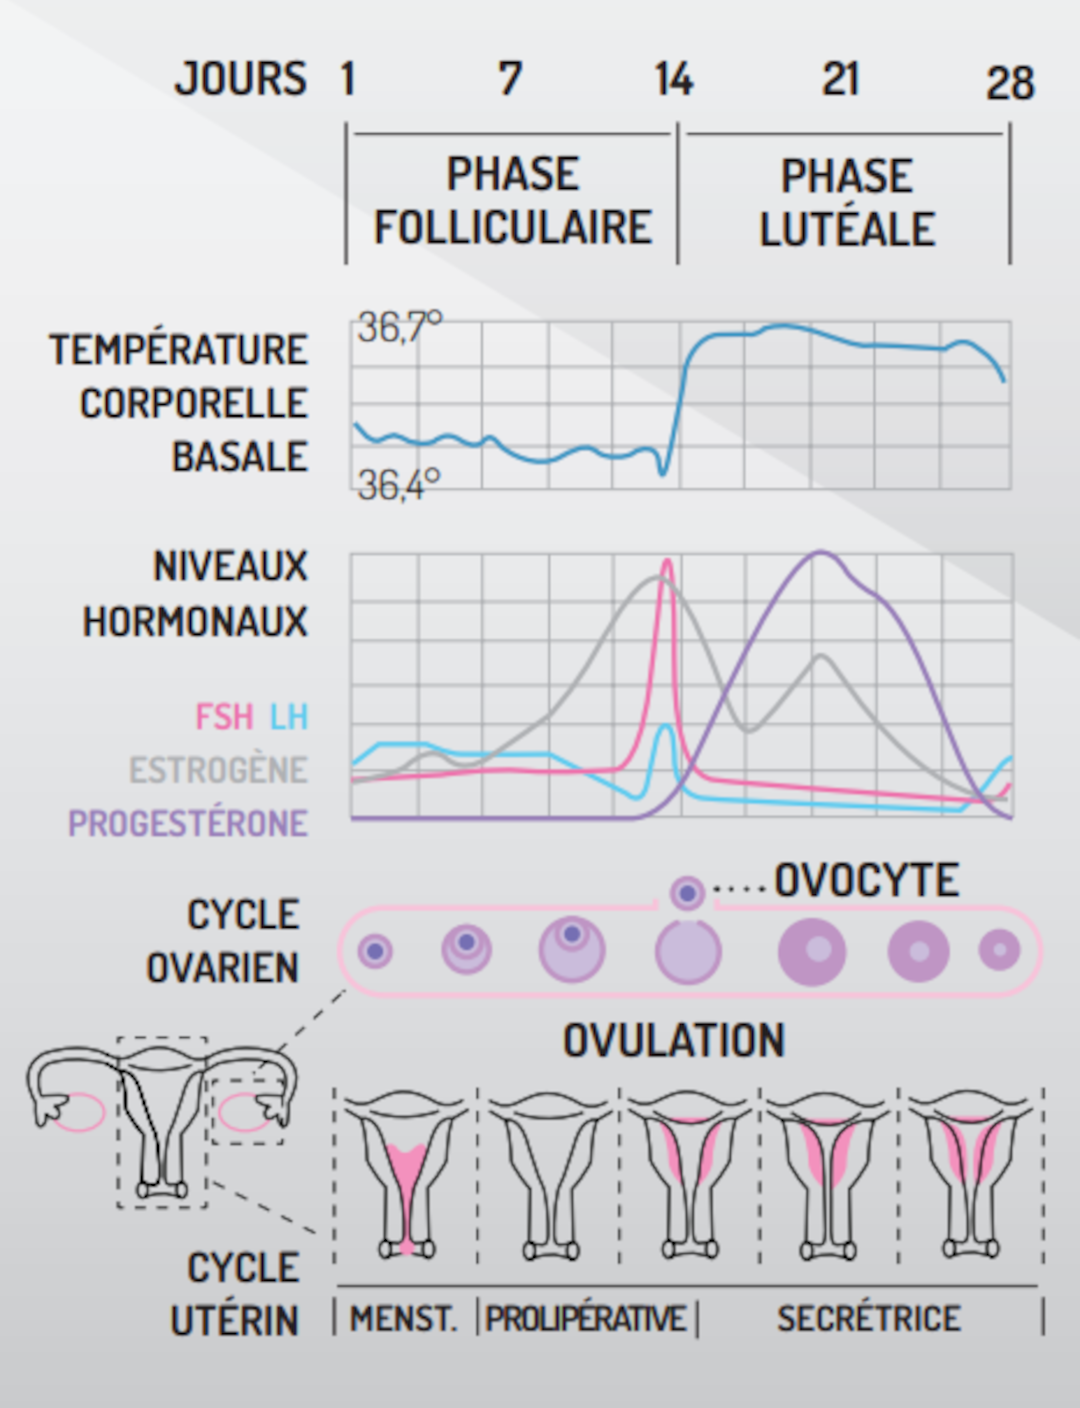 JOURS 1 7 14 21 28
PHASE
FOLLICULAIRE
PHASE
LUTÉALE
TEMPÉRATURE
CORPORELLE
BASALE
36,7°
36,4°
NIVEAUX
HORMONAUX
FSH LH
ESTROGÈNE
PROGESTÉRONE
CYCLE
OVARIEN
OVOCYTE
OVULATION
CYCLE
UTÉRIN
MENST. PROLIPÉRATIVE SECRÉTRICE